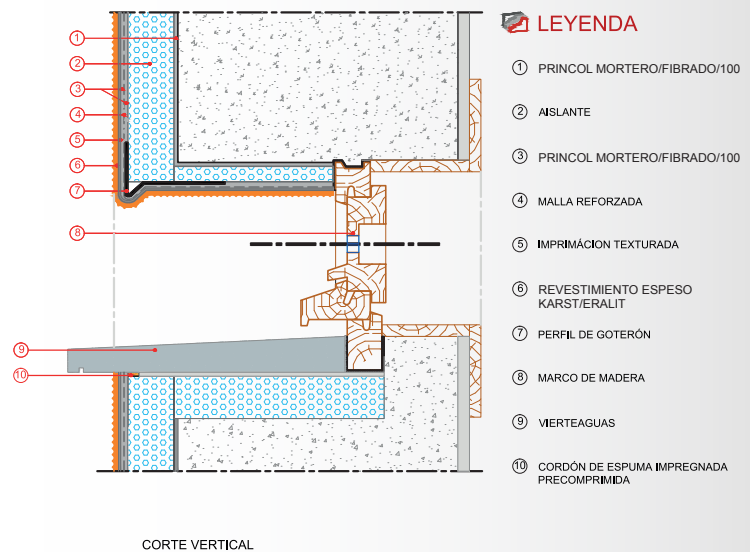 LEYENDA
1 PRINCOL MORTERO/FIBRADO/100
2 AISLANTE
3 PRINCOL MORTERO/FIBRADO/100
4 MALLA REFORZADA
5 IMPRIMÁCION TEXTURADA
6 REVESTIMIENTO ESPESO
KARST/ERALIT
7 PERFIL DE GOTERÓN
8 MARCO DE MADERA
9 VIERTEAGUAS
10 CORDÓN DE ESPUMA IMPREGNADA
PRECOMPRIMIDA
1
2
3
4
5
6
7
8
9
10
CORTE VERTICAL